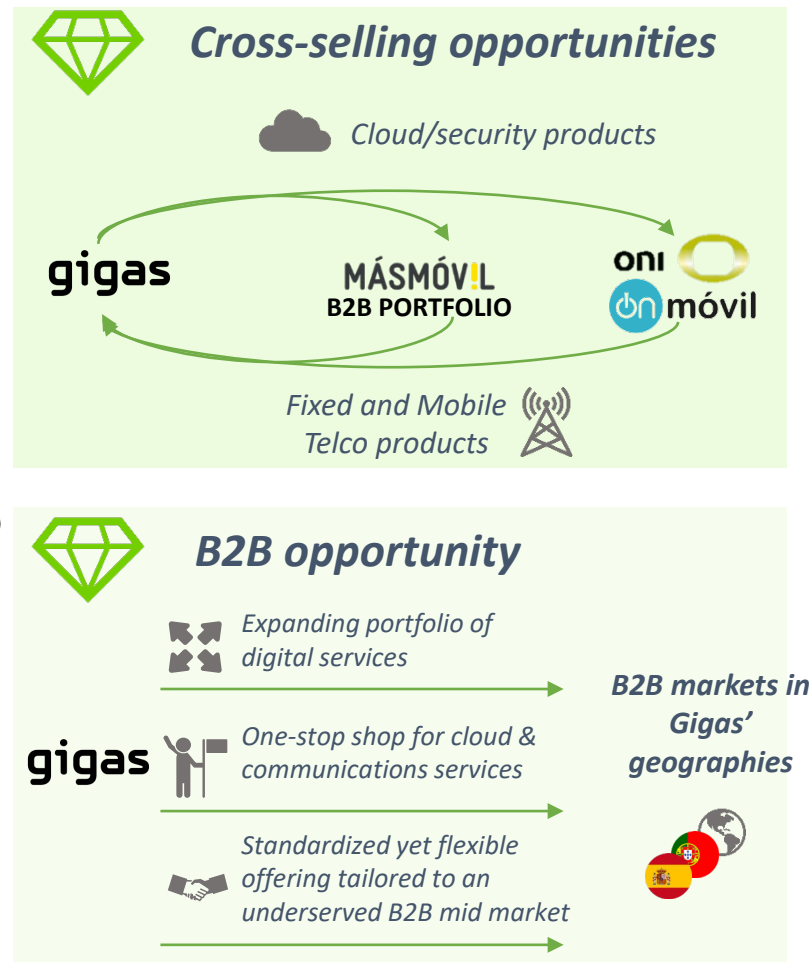 Cross-selling opportunities
Cloud/security products
gigas
MÁSMÓV!L
B2B PORTFOLIO
oni
on móvil
Fixed and Mobile
Telco products
B2B opportunity
Expanding portfolio of
digital services
gigas
One-stop shop for cloud &
communications services
Standardized yet flexible
offering tailored to an
underserved B2B mid market
B2B markets in
Gigas’
geographies